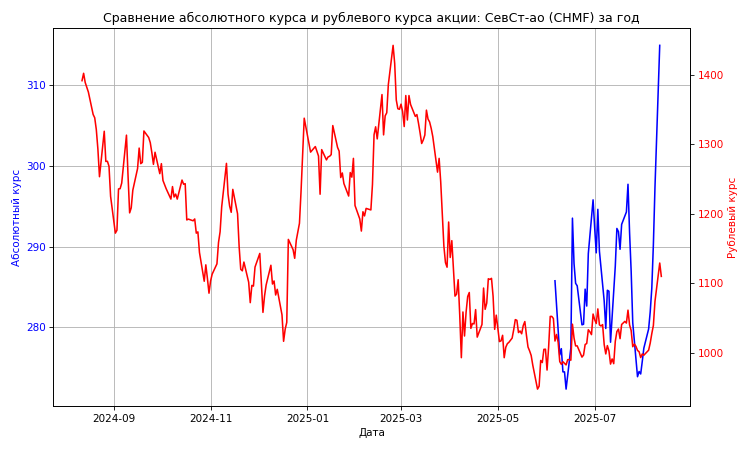 Сравнение абсолютного курса и рублевого курса акции: СевСт-ао (CHMF) за год
310
300
290
280
Абсолютный курс
1400
1300
1200
1100
1000
Рублевый курс
2024-09 2024-11 2025-01 2025-03 2025-05 2025-07
Дата